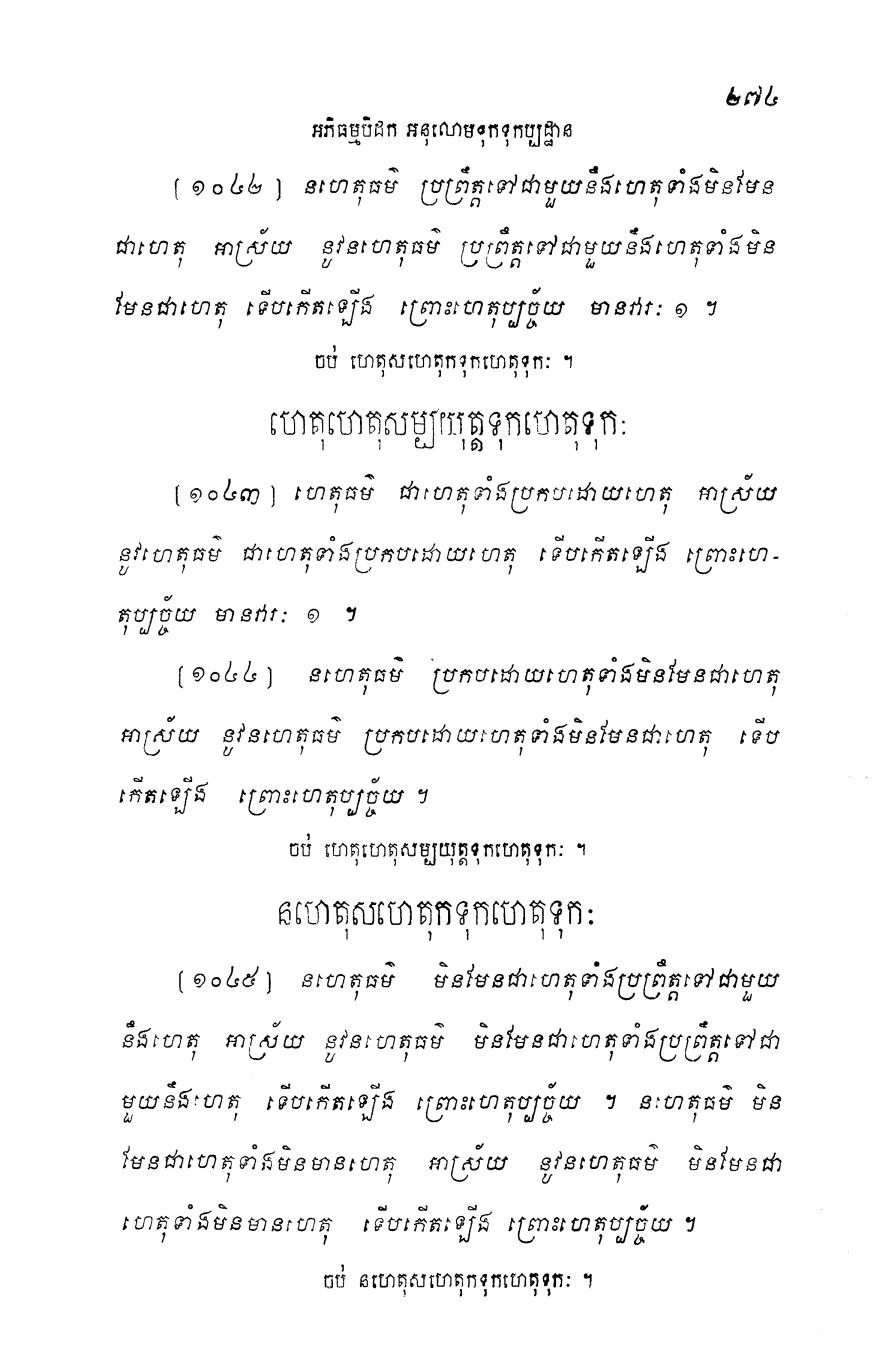 ២៧៤
អភិធម្មបិដក អនុលោមទុកទុកប្បដ្ឋាន
[១០៤២] នហេតុធម៌ ប្រព្រឹត្តទៅជាមួយនឹងហេតុទាំងមិនមែន
ជាហេតុ អាស្រ័យ នូវនហេតុធម៌ ប្រព្រឹត្តទៅជាមួយនឹងហេតុទាំងមិន
មែនជាហេតុ ទើបកើតឡើង ព្រោះហេតុប្បច្ច័យ មានវារៈ ១ ។
ចប់ ហេតុសហេតុកទុកហេតុទុកៈ ។
ហេតុហេតុសម្បយុត្តទុកហេតុទុកៈ
[១០៤៣] ហេតុធម៌ ជាហេតុទាំងប្រកបដោយហេតុ អាស្រ័យ
នូវហេតុធម៌ ជាហេតុទាំងប្រកបដោយហេតុ ទើបកើតឡើង ព្រោះហេ-
តុប្បច្ច័យ មានវារៈ ១ ។
[១០៤៤] នហេតុធម៌ ប្រកបដោយហេតុទាំងមិនមែនជាហេតុ
អាស្រ័យ នូវនហេតុធម៌ ប្រកបដោយហេតុទាំងមិនមែនជាហេតុ ទើប
កើតឡើង ព្រោះហេតុប្បច្ច័យ ។
ចប់ ហេតុហេតុសម្បយុត្តទុកហេតុទុកៈ ។
នហេតុសហេតុកទុកហេតុទុកៈ
[១០៤៥] នហេតុធម៌ មិនមែនជាហេតុទាំងប្រព្រឹត្តទៅជាមួយ
នឹងហេតុ អាស្រ័យ នូវនហេតុធម៌ មិនមែនជាហេតុទាំងប្រព្រឹត្តទៅជា
មួយនឹងហេតុ ទើបកើតឡើង ព្រោះហេតុប្បច្ច័យ ។ នហេតុធម៌ មិន
មែនជាហេតុទាំងមិនមានហេតុ អាស្រ័យ នូវនហេតុធម៌ មិនមែនជា
ហេតុទាំងមិនមានហេតុ ទើបកើតឡើង ព្រោះហេតុប្បច្ច័យ ។
ចប់ នហេតុសហេតុកទុកហេតុទុកៈ ។